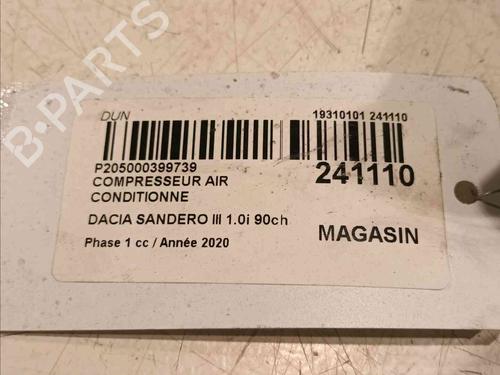 DUN
19310101 241110
P205000399739
241110
COMPRESSEUR AIR
CONDITIONNE
DACIA SANDERO III 1.0i 90ch
MAGASIN
Phase 1 cc / Année 2020
B-PARTS